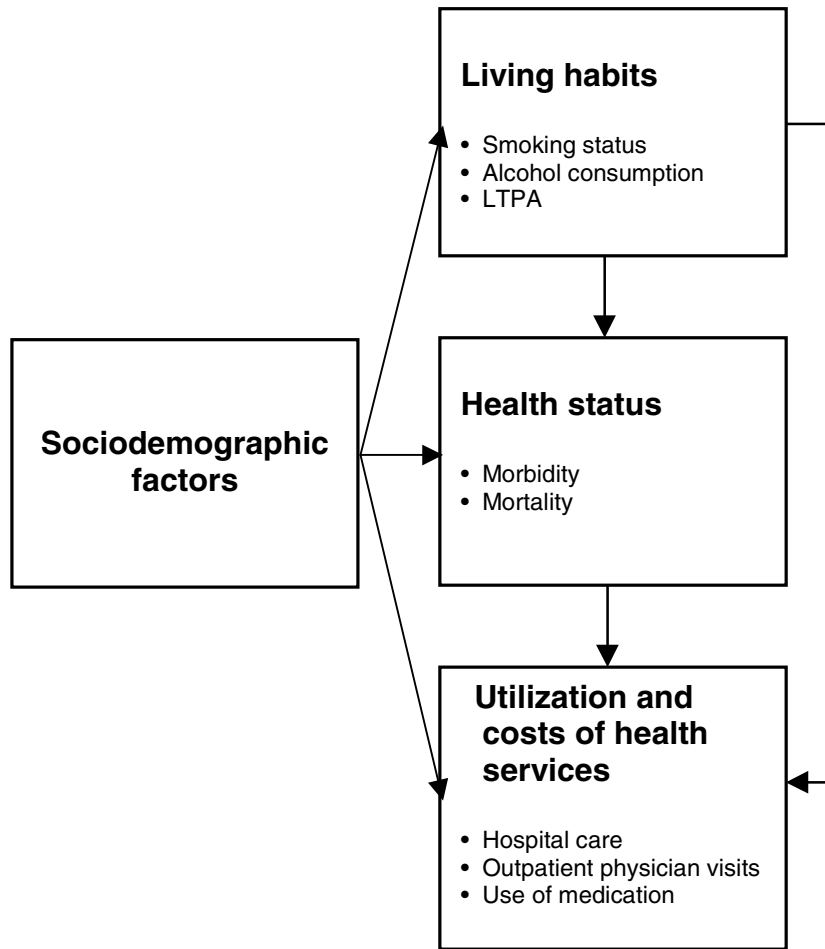 Living habits
• Smoking status
• Alcohol consumption
• LTPA
Sociodemographic
factors
Health status
• Morbidity
• Mortality
Utilization and
costs of health
services
• Hospital care
• Outpatient physician visits
• Use of medication